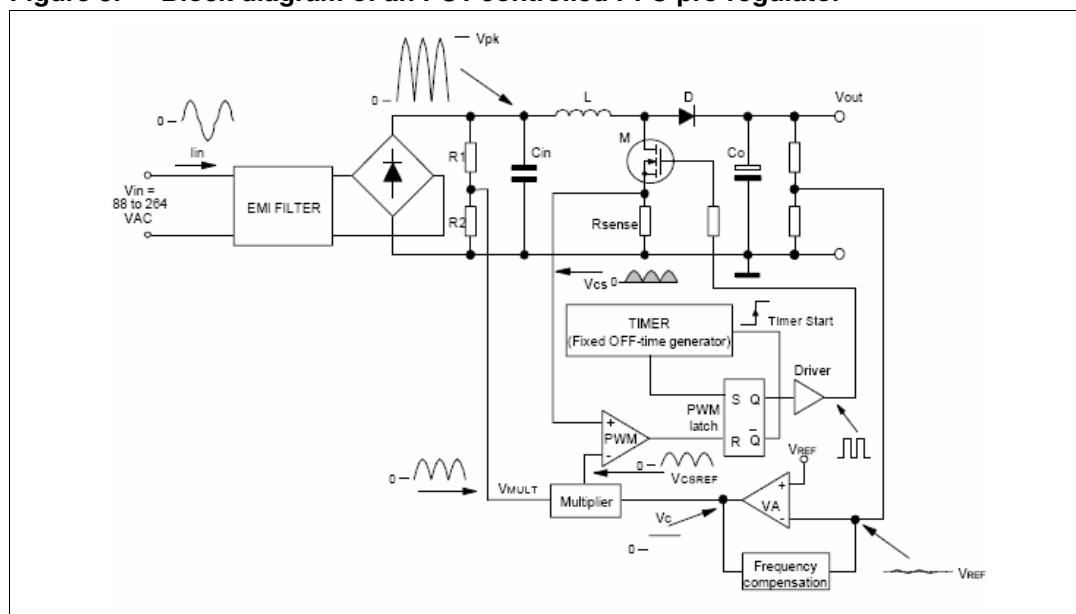 Vpk
0
L
D
Vout
0
M
Iin
R1
Cin
Co
Vin =
88 to 264
VAC
EMI FILTER
R2
Rsense
Vcs
0
TIMER
(Fixed OFF-time generator)
Timer Start
Driver
S Q
PWM
latch
R Q
+
PWM
-
0
VREF
0
VCSREF
VMULT
Multiplier
+
VA
-
Vc
0
Frequency
compensation
VREF